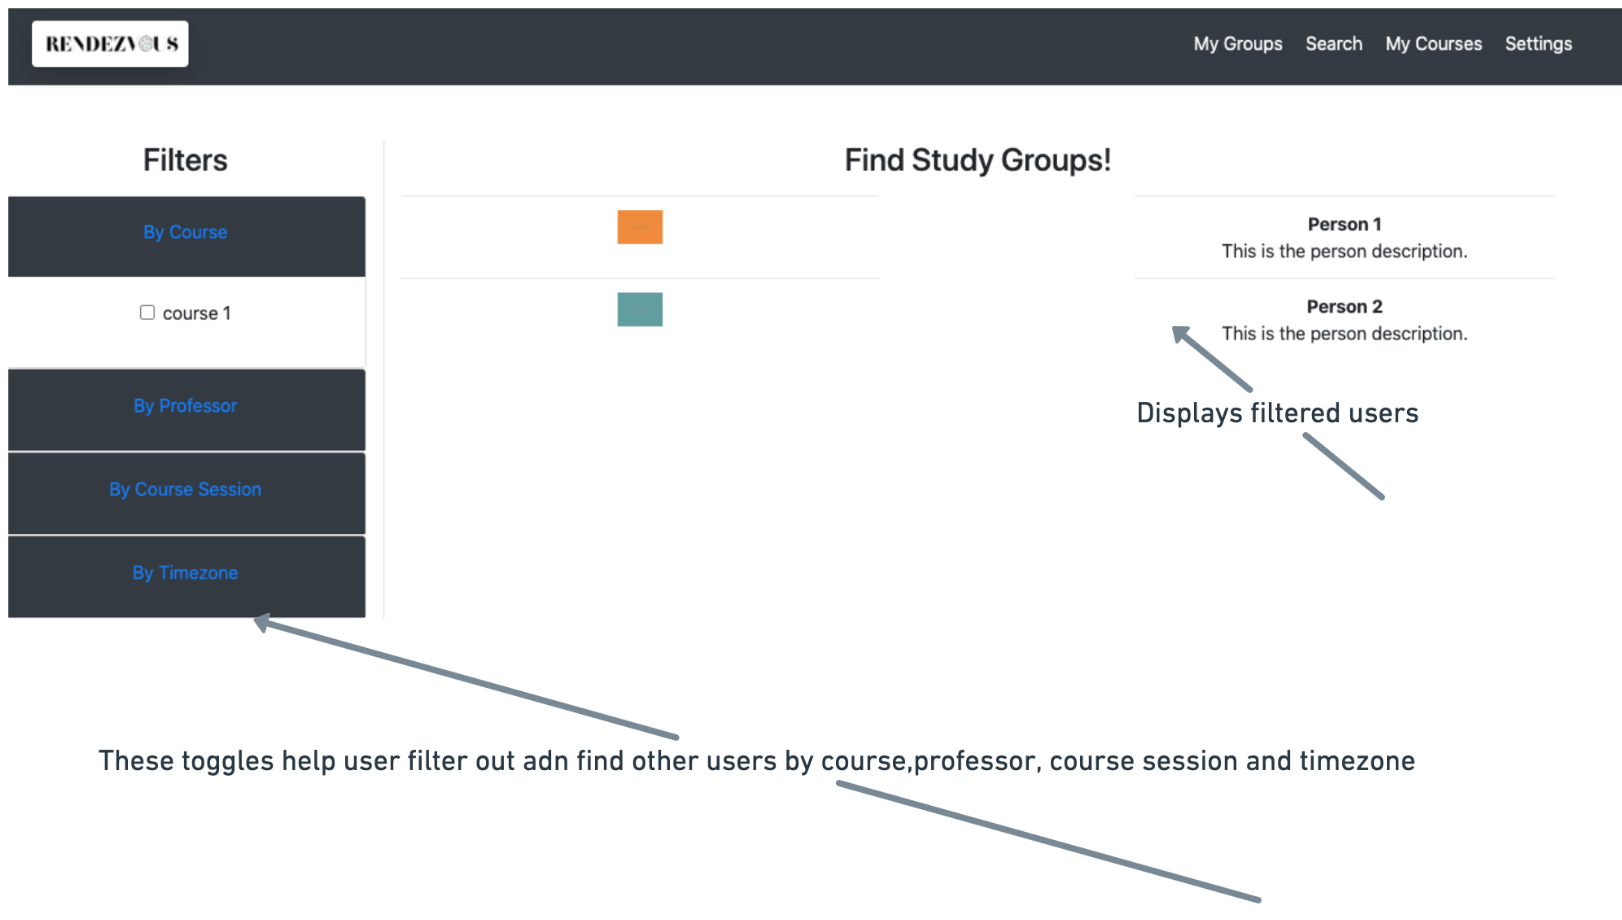 RENDEZVOUS
My Groups Search My Courses Settings
Filters
Find Study Groups!
By Course
course 1
By Professor
By Course Session
By Timezone
Person 1
This is the person description.
Person 2
This is the person description.
Displays filtered users
These toggles help user filter out adn find other users by course,professor, course session and timezone